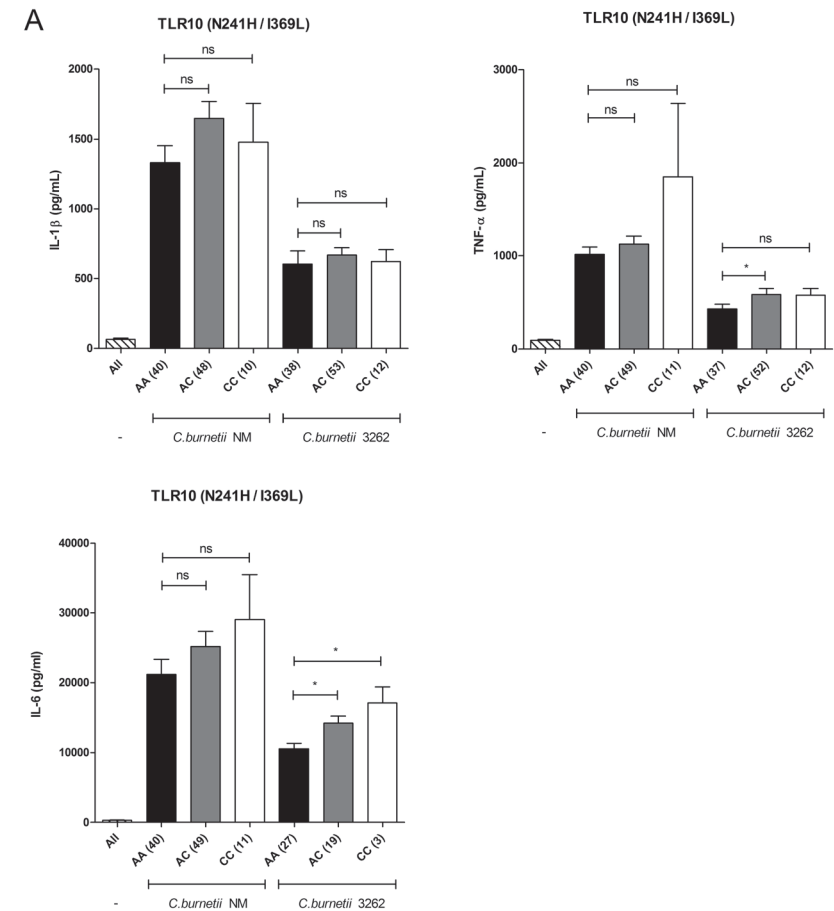 A
TLR10 (N241H / I369L)
IL-1β (pg/mL)
2000
1500
1000
500
0
ns
ns
ns
ns
All
AA (40)
AC (48)
CC (10)
AA (38)
AC (53)
CC (12)
-
C.burnetii NM
C.burnetii 3262
TLR10 (N241H / I369L)
TNF-α (pg/mL)
3000
2000
1000
0
ns
ns
ns
*
All
AA (40)
AC (49)
CC (11)
AA (37)
AC (52)
CC (12)
-
C.burnetii NM
C.burnetii 3262
TLR10 (N241H / I369L)
IL-6 (pg/ml)
40000
30000
20000
10000
0
ns
ns
*
*
All
AA (40)
AC (49)
CC (11)
AA (27)
AC (19)
CC (3)
-
C.burnetii NM
C.burnetii 3262